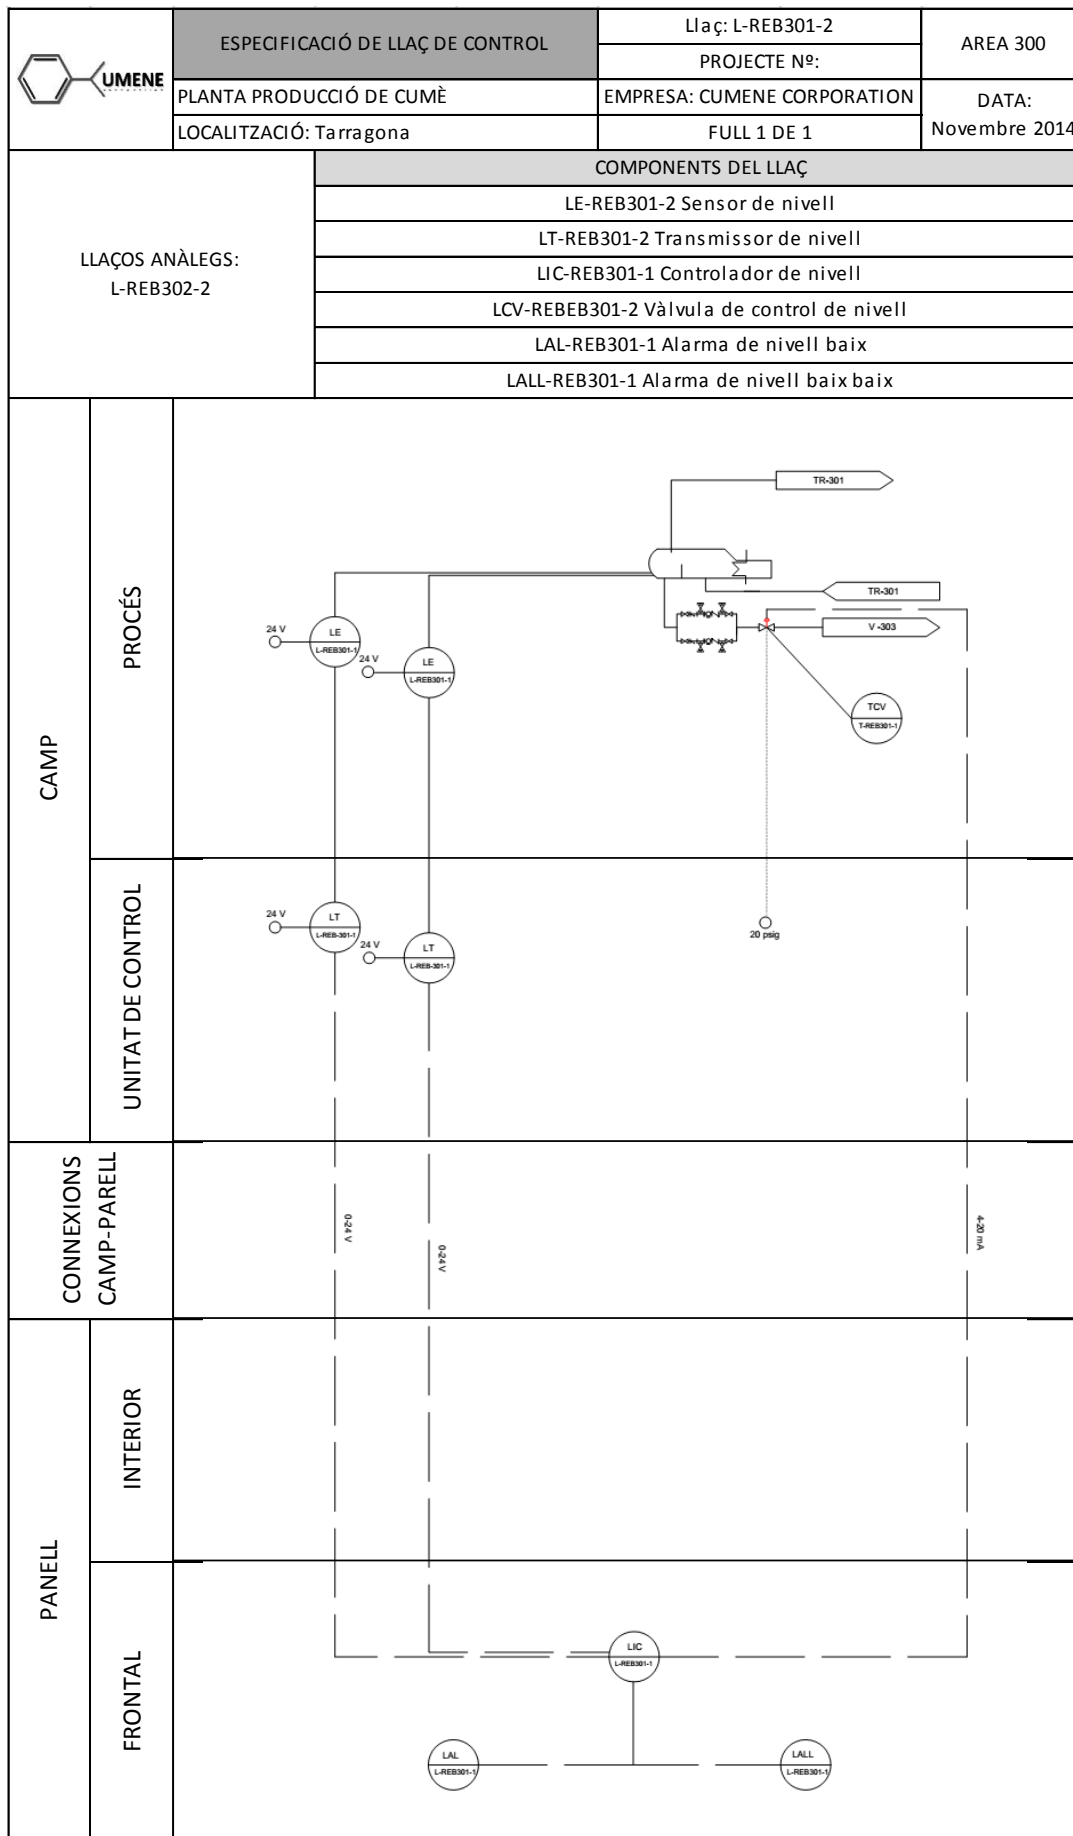 UMENE
ESPECIFICACIÓ DE LLAÇ DE CONTROL
Llaç: L-REB301-2
PROJECTE Nº:
AREA 300
PLANTA PRODUCCIÓ DE CUMÈ
EMPRESA: CUMENE CORPORATION
DATA:
Novembre 2014
LOCALITZACIÓ: Tarragona
FULL 1 DE 1
LLAÇOS ANÀLEGS:
L-REB302-2
COMPONENTS DEL LLAÇ
LE-REB301-2 Sensor de nivell
LT-REB301-2 Transmissor de nivell
LIC-REB301-1 Controlador de nivell
LCV-REBEB301-2 Vàlvula de control de nivell
LAL-REB301-1 Alarma de nivell baix
LALL-REB301-1 Alarma de nivell baix baix
CAMP
PROCÉS
TR-301
TR-301
V -303
24 V
LE
L-REB301-1
24 V
LE
L-REB301-1
TCV
T-REB301-1
UNITAT DE CONTROL
24 V
LT
L-REB-301-1
24 V
LT
L-REB-301-1
20 psig
CONNEXIONS
CAMP-PARELL
0-24 V
0-24 V
4-20 mA
PANELL
INTERIOR
FRONTAL
LIC
L-REB301-1
LAL
L-REB301-1
LALL
L-REB301-1